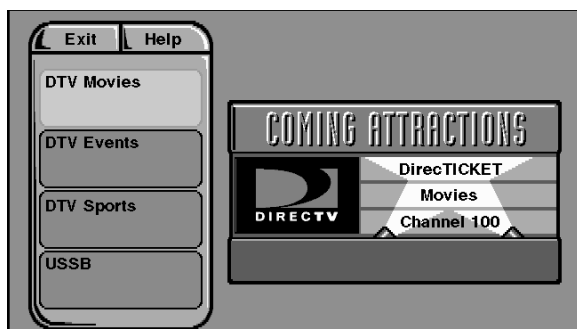 Exit Help
DTV Movies
DTV Events
DTV Sports
USSB
COMING ATTRACTIONS
DIRECTV
DirecTICKET
Movies
Channel 100